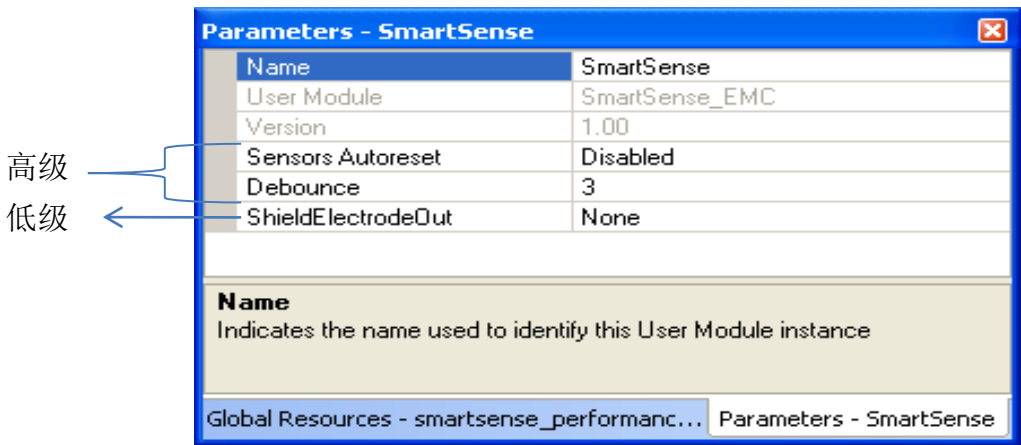 Parameters - SmartSense
Name SmartSense
User Module SmartSense_EMC
Version 1.00
高级
Sensors Autoreset Disabled
Debounce 3
低级
ShieldElectrodeOut None
Name
Indicates the name used to identify this User Module instance
Global Resources - smartsense_performanc... Parameters - SmartSense